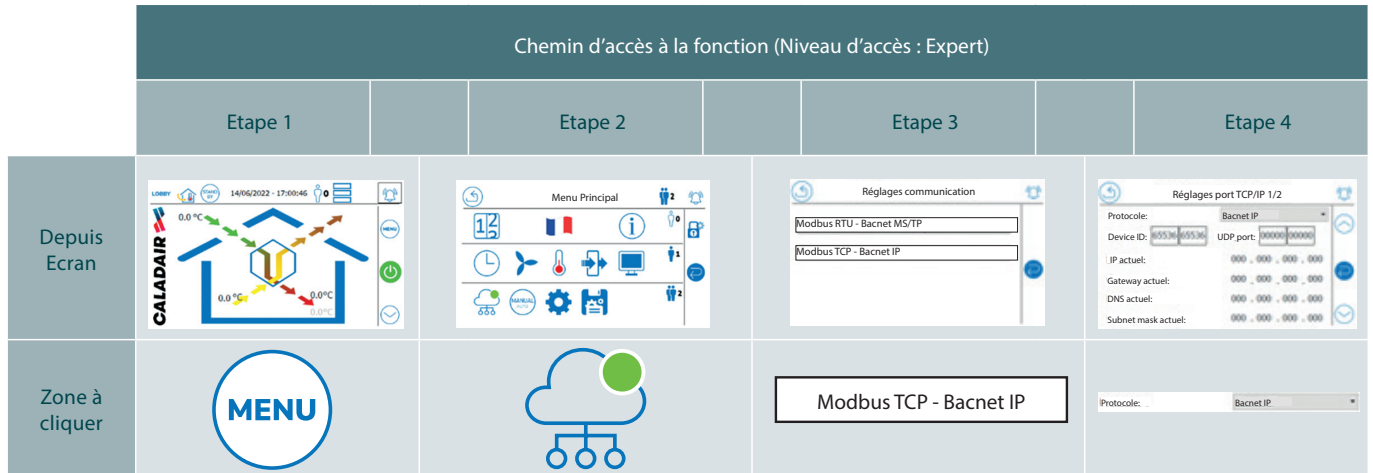 Chemin d'accès à la fonction (Niveau d'accès : Expert)
Etape 1
Etape 2
Etape 3
Etape 4
Depuis
Ecran
LOBBY
STAND
BY
14/06/2022 - 17:00:46
0
CALADAIR
0.0 °C
0.0 °C
0.0°C
0.0°C
MENU
Menu Principal
2
12
i
0
1
MANUAL
AUTO
2
Réglages communication
Modbus RTU - Bacnet MS/TP
Modbus TCP - Bacnet IP
Réglages port TCP/IP 1/2
Protocole: Bacnet IP
Device ID: 65536 65536 UDP port: 00000 00000
IP actuel: 000 . 000 . 000 . 000
Gateway actuel: 000 . 000 . 000 . 000
DNS actuel: 000 . 000 . 000 . 000
Subnet mask actuel: 000 . 000 . 000 . 000
Zone à
cliquer
MENU
Modbus TCP - Bacnet IP
Protocole: Bacnet IP